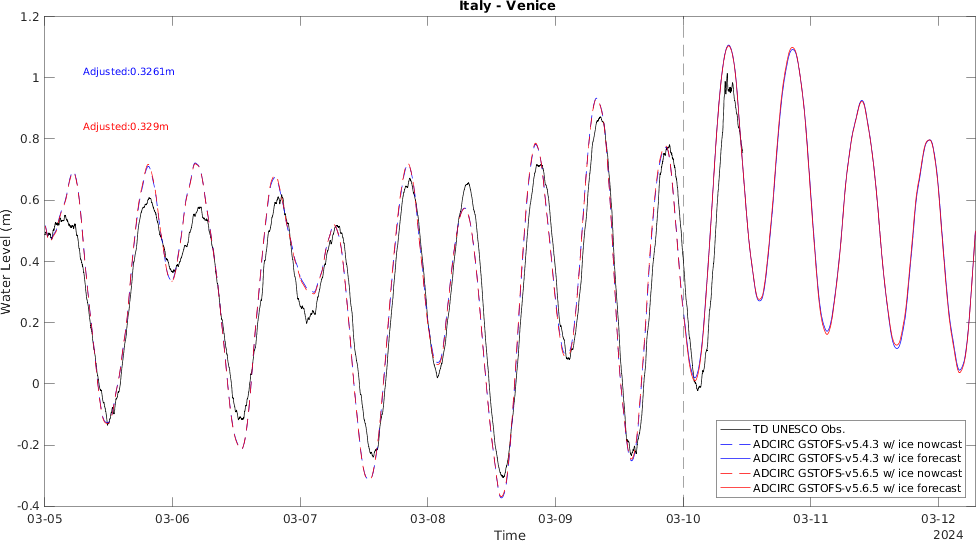 Italy - Venice
1.2
1
0.8
0.6
0.4
0.2
0
-0.2
-0.4
Water Level (m)
Adjusted:0.3261m
Adjusted:0.329m
TD UNESCO Obs.
ADCIRC GSTOFS-v5.4.3 w/ ice nowcast
ADCIRC GSTOFS-v5.4.3 w/ ice forecast
ADCIRC GSTOFS-v5.6.5 w/ ice nowcast
ADCIRC GSTOFS-v5.6.5 w/ ice forecast
03-05 03-06 03-07 03-08 03-09 03-10 03-11 03-12
Time
2024